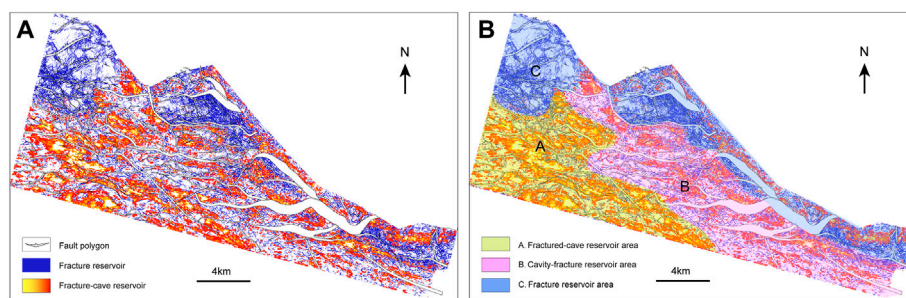 A
N
Fault polygon
Fracture reservoir
Fracture-cave reservoir
4km
B
N
C
A
B
A. Fractured-cave reservoir area
B. Cavity-fracture reservoir area
C. Fracture reservoir area
4km